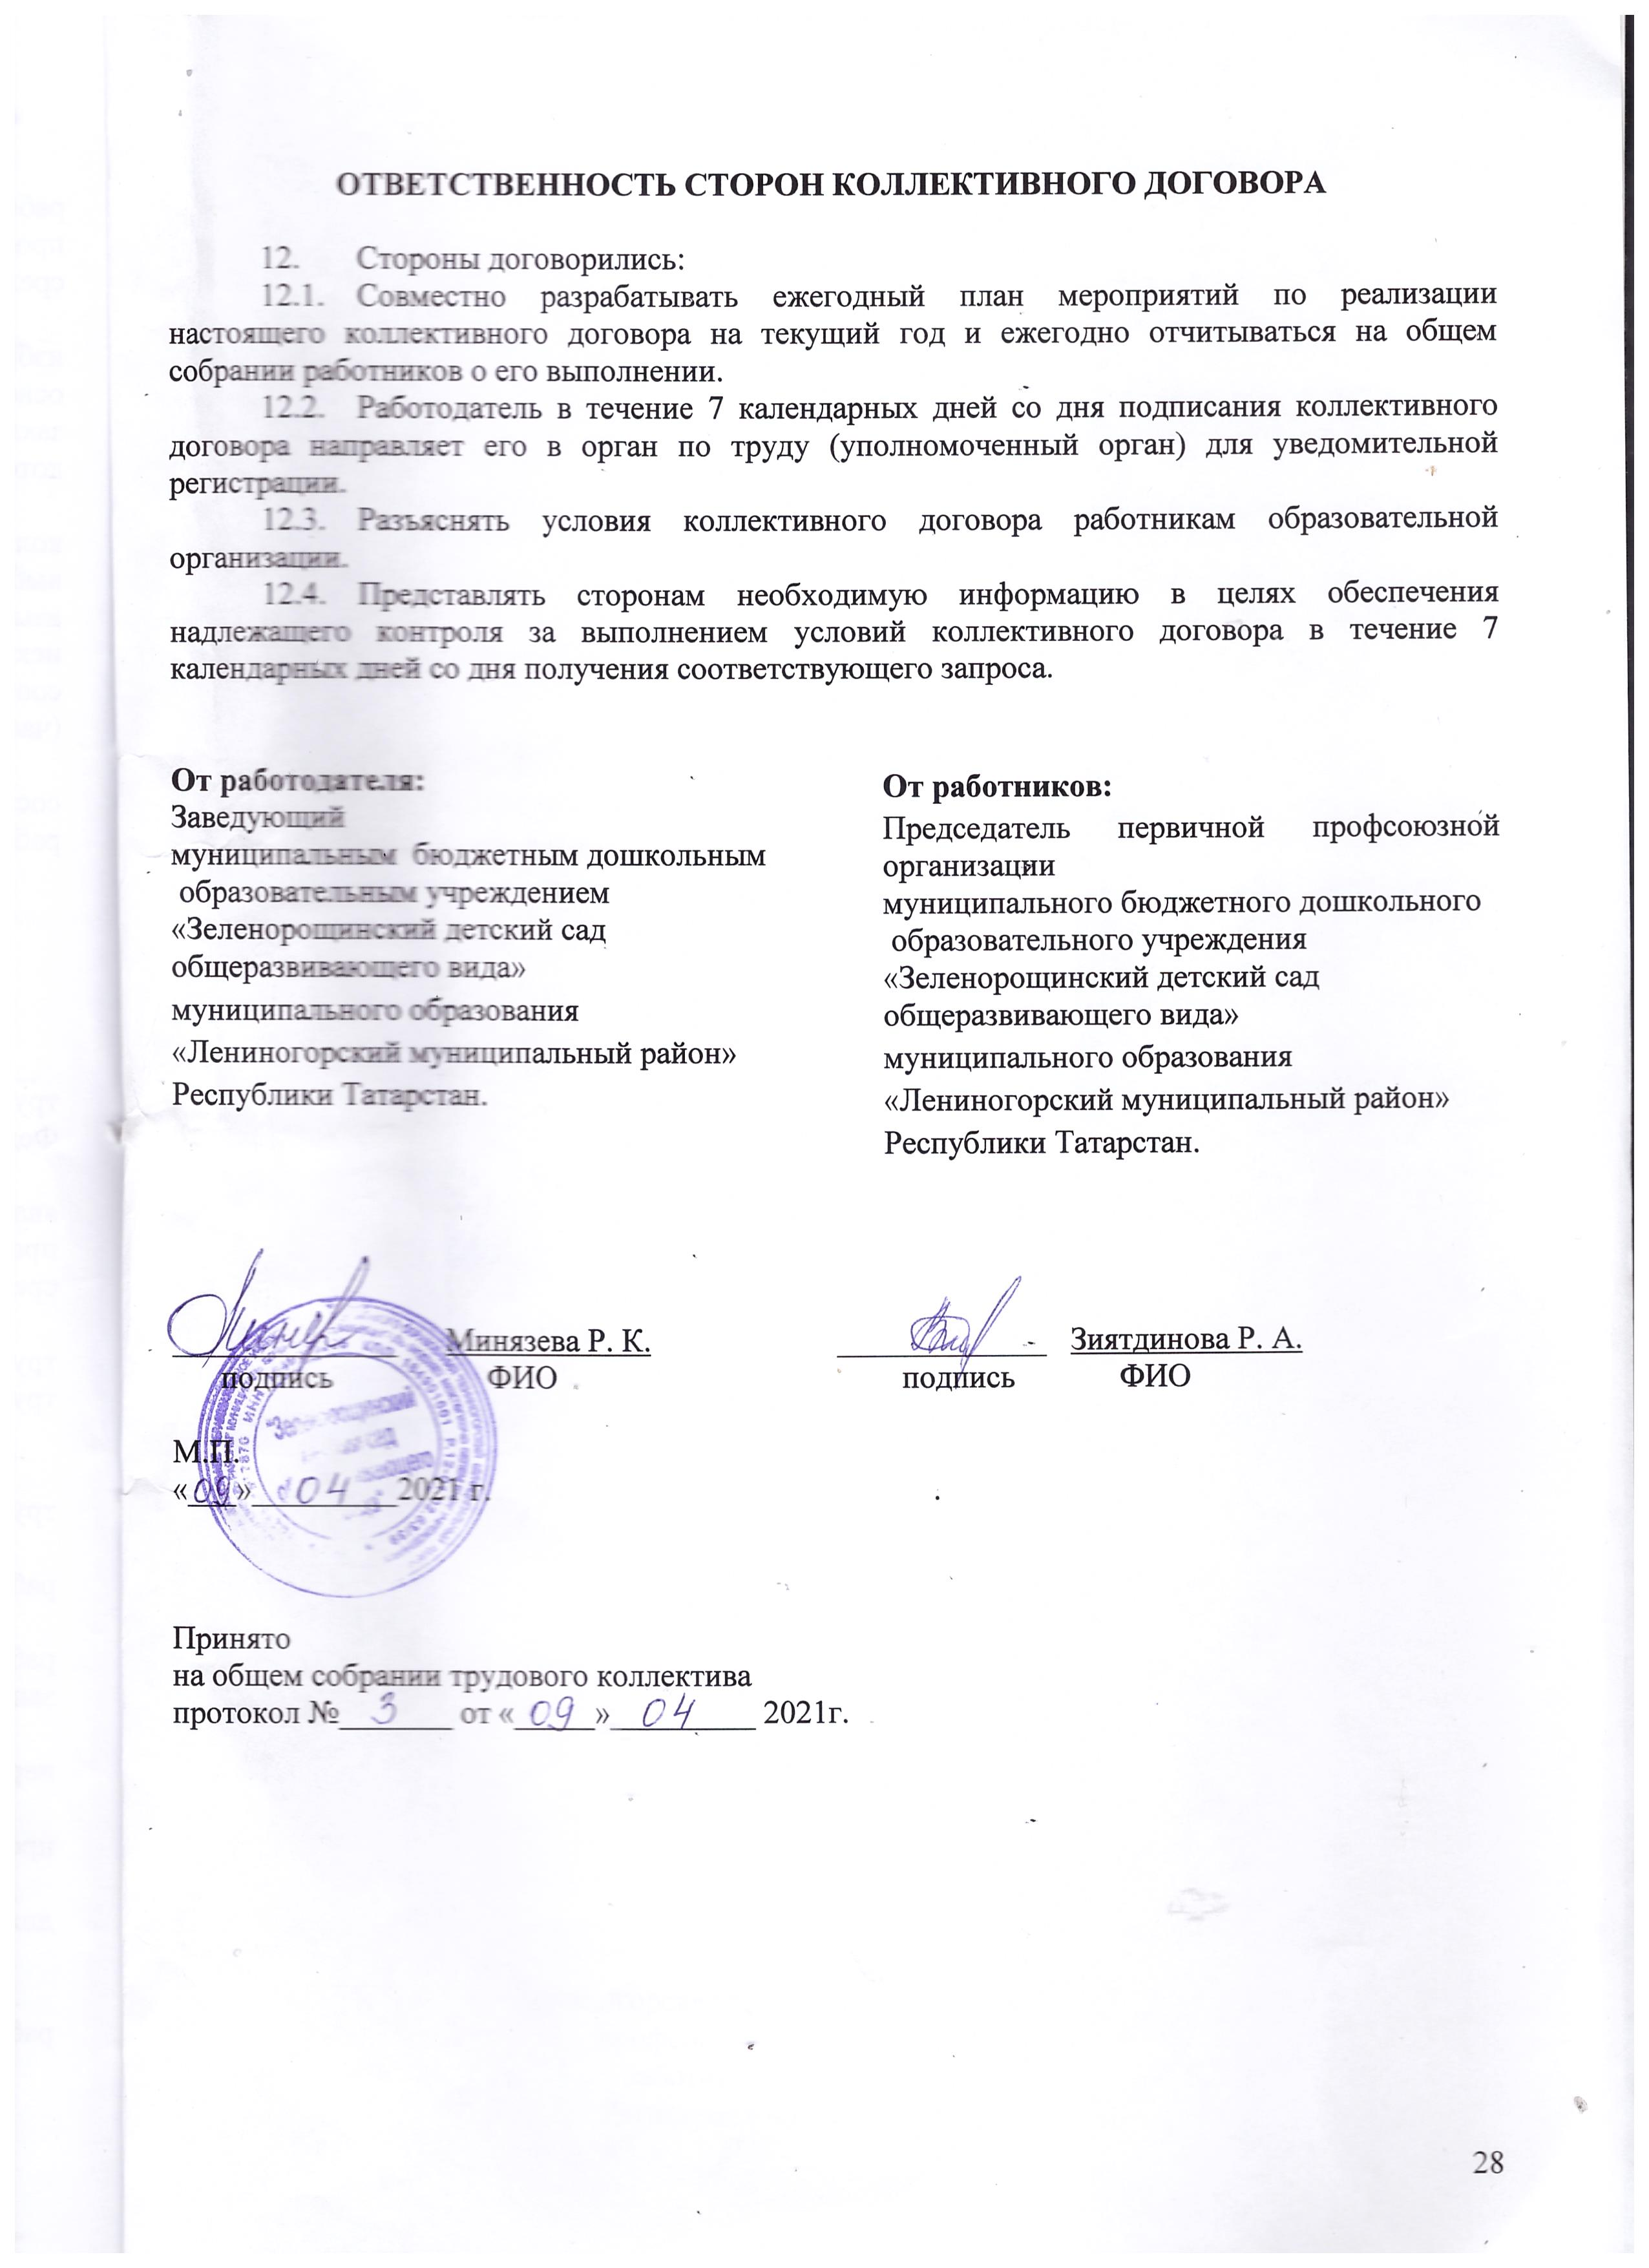 ОТВЕТСТВЕННОСТЬ СТОРОН КОЛЛЕКТИВНОГО ДОГОВОРА
12. Стороны договорились:
12.1. Совместно разрабатывать ежегодный план мероприятий по реализации
настоящего коллективного договора на текущий год и ежегодно отчитываться на общем
собрании работников о его выполнении.
12.2. Работодатель в течение 7 календарных дней со дня подписания коллективного
договора направляет его в орган по труду (уполномоченный орган) для уведомительной
регистрации.
12.3. Разъяснять условия коллективного договора работникам образовательной
организации.
12.4. Представлять сторонам необходимую информацию в целях обеспечения
надлежащего контроля за выполнением условий коллективного договора в течение 7
календарных дней со дня получения соответствующего запроса.
От работодателя:
Заведующий
муниципальным бюджетным дошкольным
образовательным учреждением
«Зеленорощинский детский сад
общеразвивающего вида»
муниципального образования
«Лениногорский муниципальный район»
Республики Татарстан.
От работников:
Председатель первичной профсоюзной
организации
муниципального бюджетного дошкольного
образовательного учреждения
«Зеленорощинский детский сад
общеразвивающего вида»
муниципального образования
«Лениногорский муниципальный район»
Республики Татарстан.
Минязева Р. К.
подпись ФИО
Зиятдинова Р. А.
подпись ФИО
М.П.
«09» 04 2021 г.
Принято
на общем собрании трудового коллектива
протокол № 3 от «09» 04 2021г.
28